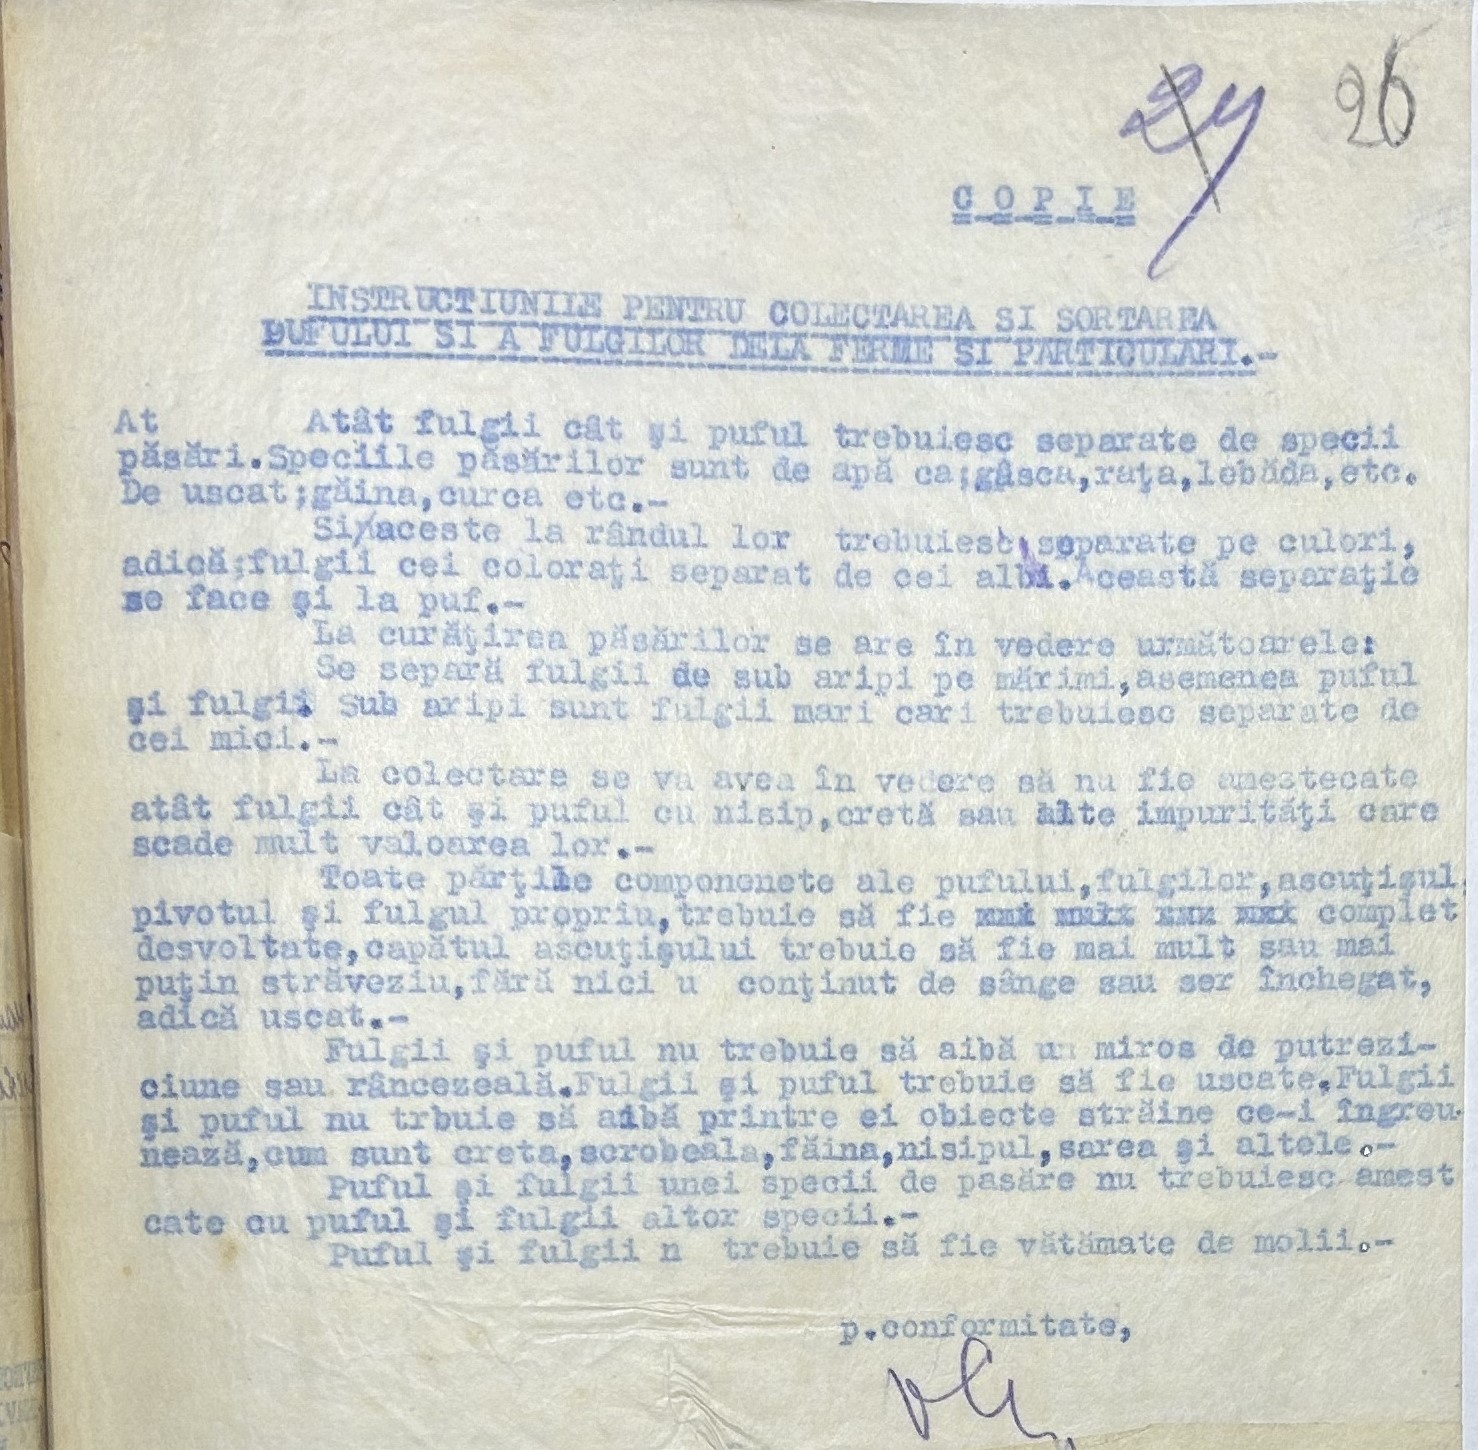 24 26
C O P I E
INSTRUCTIUNILE PENTRU COLECTAREA SI SORTAREA
PUFULUI SI A FULGILOR DELA FERME SI PARTICULARI.-
At Atât fulgii cât şi puful trebuiesc separate de specii
păsări.Speciile păsărilor sunt de apă ca;gâsca,raţa,lebăda,etc.
De uscat;găina,curca etc.-
Si aceste la rândul lor trebuiesc separate pe culori,
adică;fulgii cei coloraţi separat de cei albi.Această separaţie
se face şi la puf.-
La curăţirea păsărilor se are în vedere următoarele:
Se separă fulgii de sub aripi pe mărimi,asemenea puful
şi fulgii Sub aripi sunt fulgii mari cari trebuiesc separate de
cei mici.-
La colectare se va avea în vedere să nu fie amestecate
atât fulgii cât şi puful cu nisip,cretă sau alte impurităţi care
scade mult valoarea lor.-
Toate părţile componenete ale pufului,fulgilor,ascuţişul,
pivotul şi fulgul propriu,trebuie să fie complet
desvoltate,capătul ascuţişului trebuie să fie mai mult sau mai
puţin străveziu,fără nici u conţinut de sânge sau ser închegat,
adică uscat.-
Fulgii şi puful nu trebuie să aibă un miros de putrezi-
ciune sau râncezeală.Fulgii şi puful trebuie să fie uscate.Fulgii
şi puful nu trbuie să aibă printre ei obiecte străine ce-i îngreu-
nează,cum sunt creta,scrobeala,făina,nisipul,sarea şi altele.-
Puful şi fulgii unei specii de pasăre nu trebuiesc amest
cate cu puful şi fulgii altor specii.-
Puful şi fulgii n trebuie să fie vătămate de molii.-
p.conformitate,